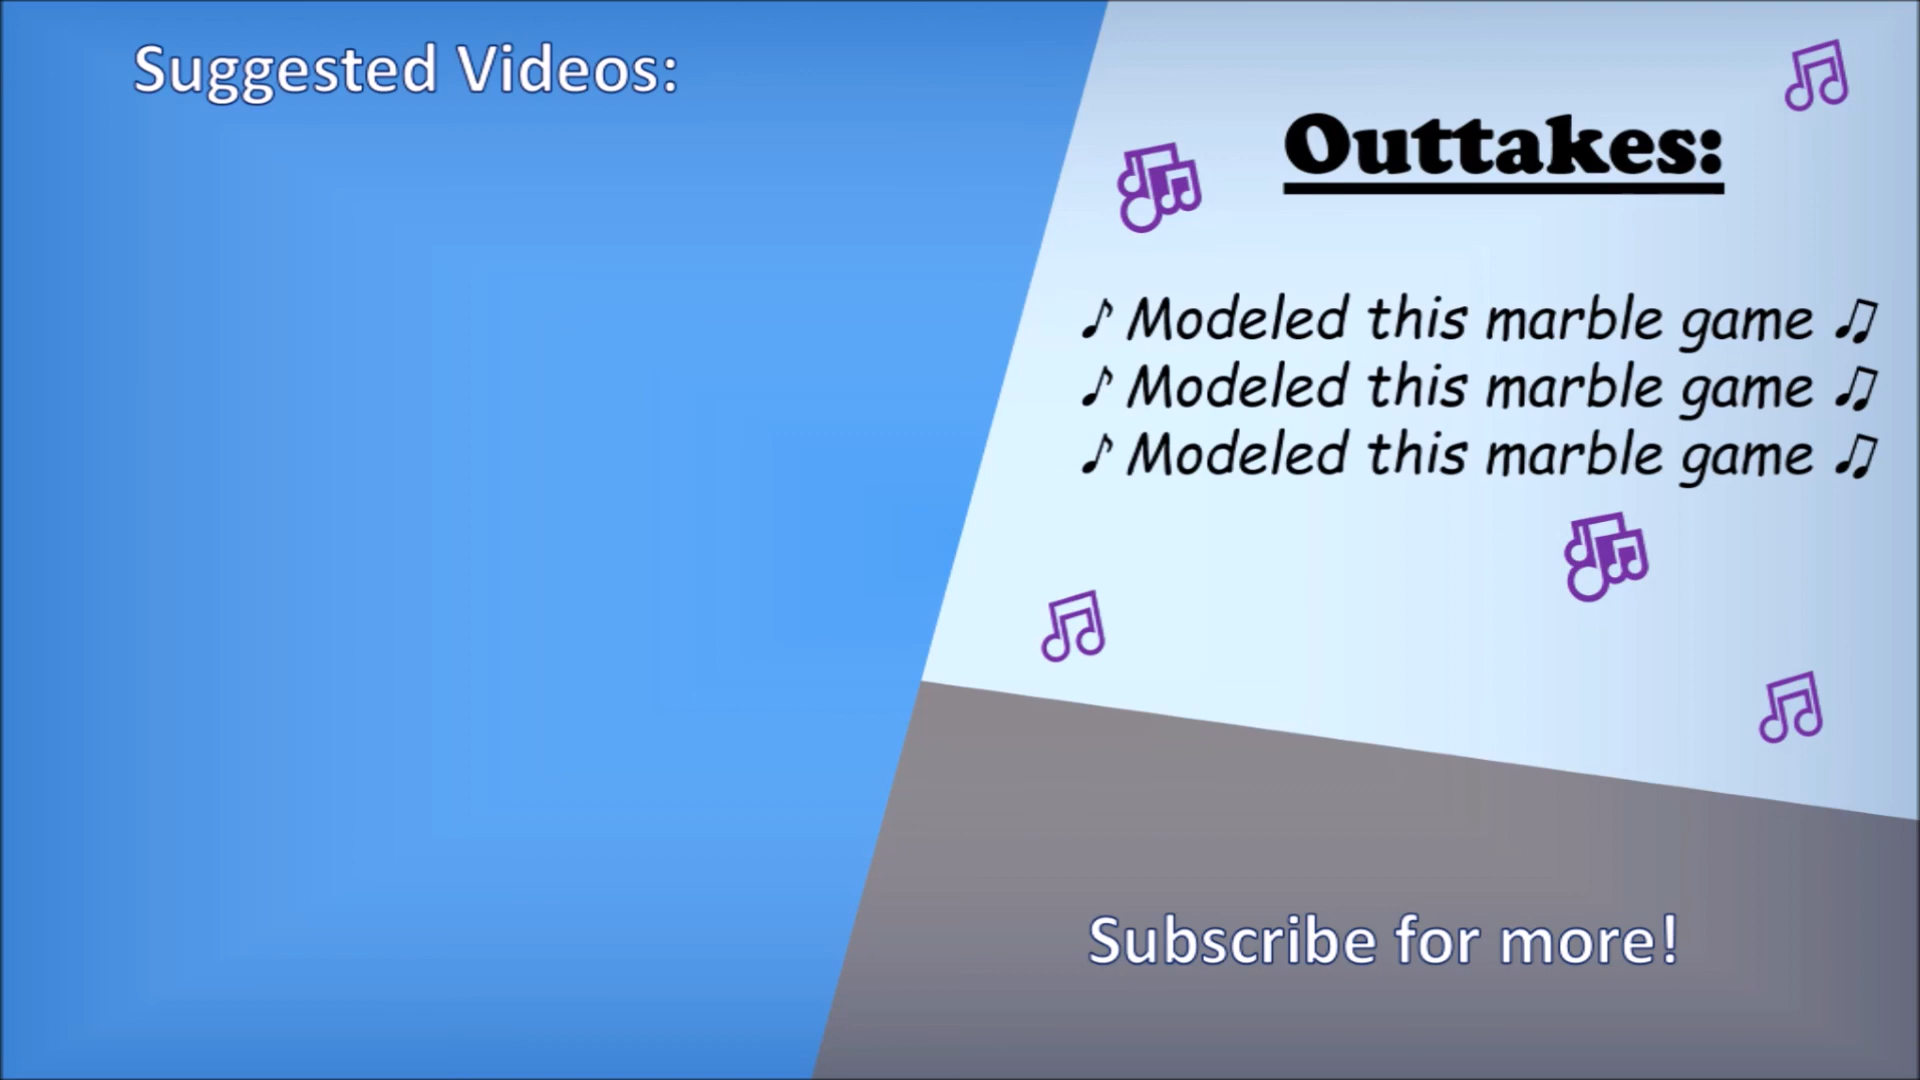 Suggested Videos:
Outtakes:
♪ Modeled this marble game ♫
♪ Modeled this marble game ♫
♪ Modeled this marble game ♫
Subscribe for more!